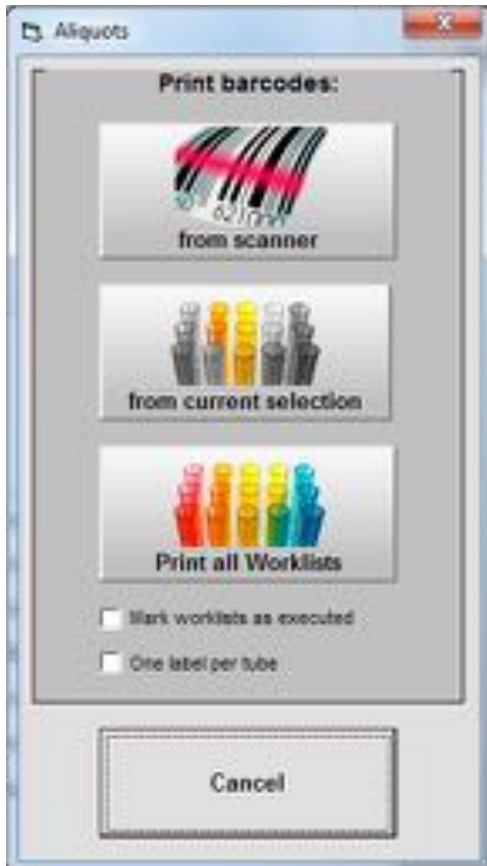 Aliquots
Print barcodes:
from scanner
from current selection
Print all Worklists
Mark worklists as executed
One label per tube
Cancel